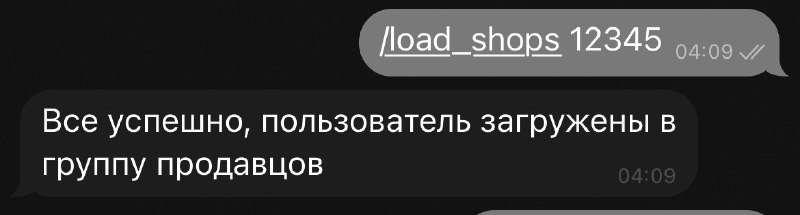 /load_shops 12345
04:09
Все успешно, пользователь загружены в
группу продавцов
04:09